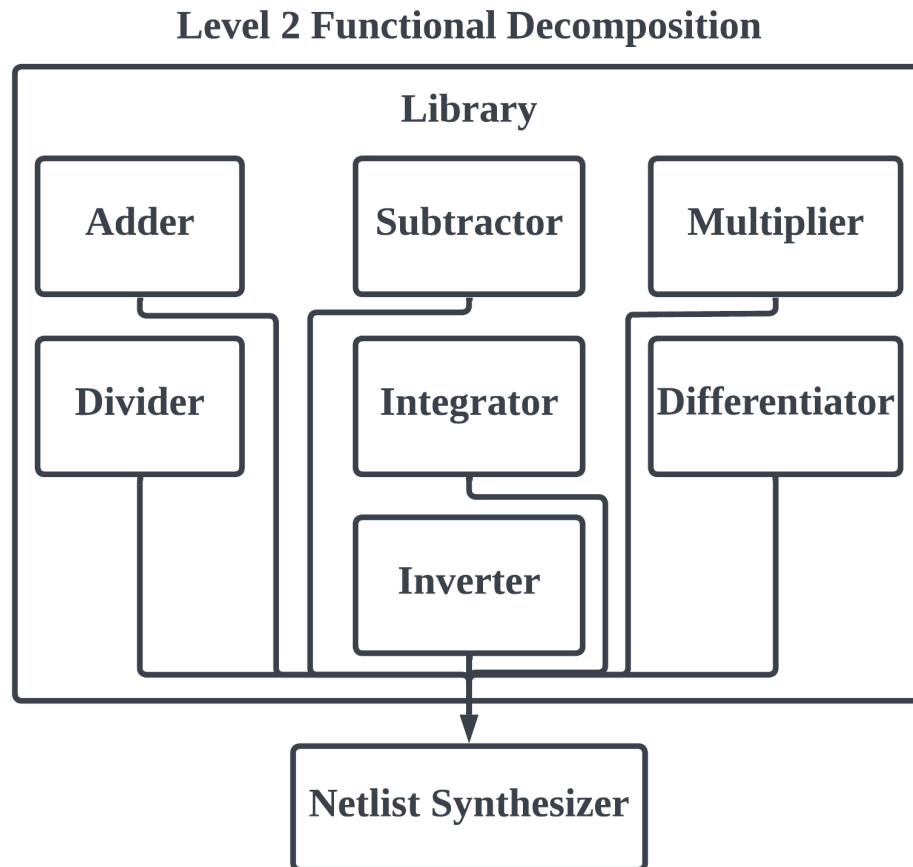 Level 2 Functional Decomposition
Library
Adder
Subtractor
Multiplier
Divider
Integrator
Differentiator
Inverter
Netlist Synthesizer